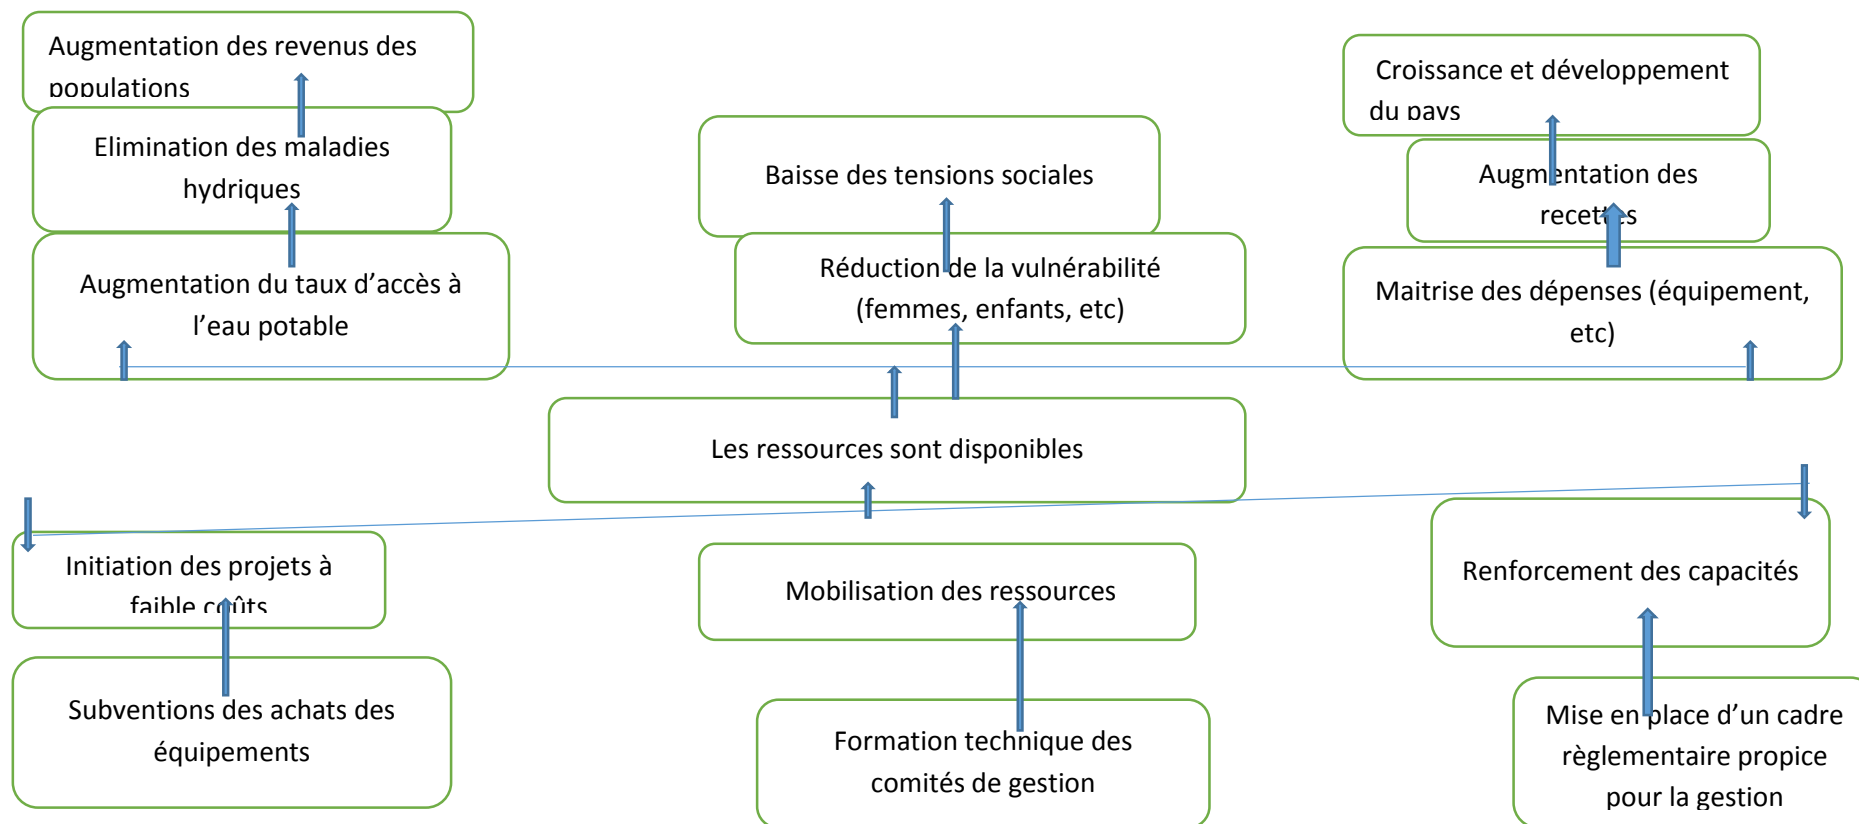 Augmentation des revenus des
populations
Croissance et développement
du pays
Elimination des maladies
hydriques
Baisse des tensions sociales
Augmentation des
recettes
Augmentation du taux d’accès à
l’eau potable
Réduction de la vulnérabilité
(femmes, enfants, etc)
Maitrise des dépenses (équipement,
etc)
Les ressources sont disponibles
Initiation des projets à
faible coûts
Mobilisation des ressources
Renforcement des capacités
Subventions des achats des
équipements
Formation technique des
comités de gestion
Mise en place d’un cadre
règlementaire propice
pour la gestion